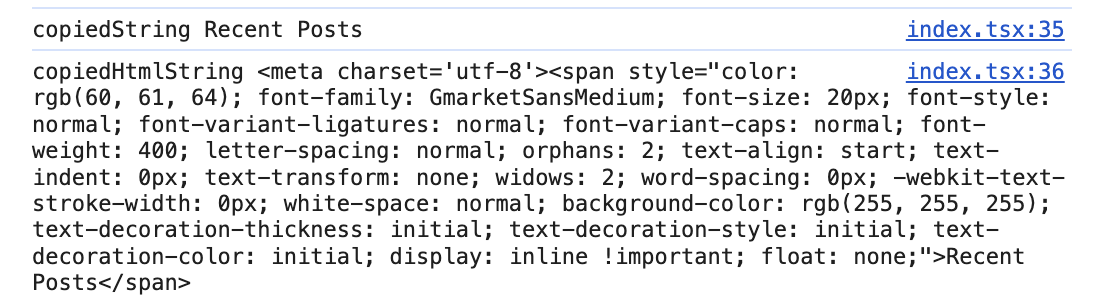 copiedString Recent Posts index.tsx:35
copiedHtmlString <meta charset='utf-8'><span style="color: index.tsx:36
rgb(60, 61, 64); font-family: GmarketSansMedium; font-size: 20px; font-style:
normal; font-variant-ligatures: normal; font-variant-caps: normal; font-
weight: 400; letter-spacing: normal; orphans: 2; text-align: start; text-
indent: 0px; text-transform: none; widows: 2; word-spacing: 0px; -webkit-text-
stroke-width: 0px; white-space: normal; background-color: rgb(255, 255, 255);
text-decoration-thickness: initial; text-decoration-style: initial; text-
decoration-color: initial; display: inline !important; float: none;">Recent
Posts</span>